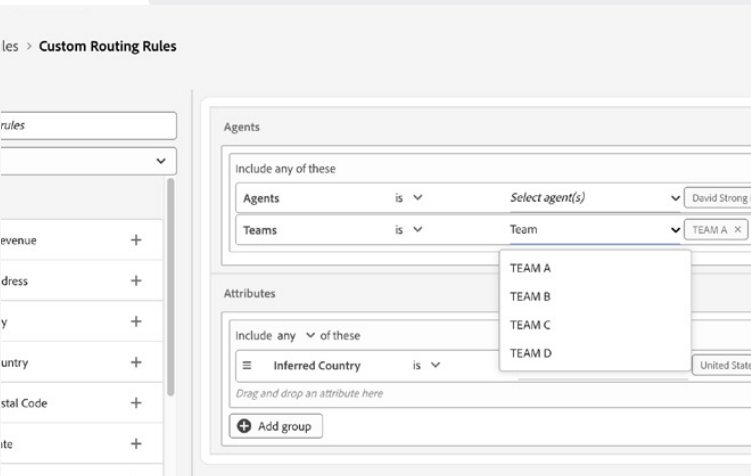 les > Custom Routing Rules
rules
Agents
Include any of these
Agents is Select agent(s) David Strong
Teams is Team TEAM A ×
TEAM A
TEAM B
TEAM C
TEAM D
evenue +
dress +
y +
untry +
stal Code +
te +
Attributes
Include any of these
Inferred Country is United State
Drag and drop an attribute here
Add group